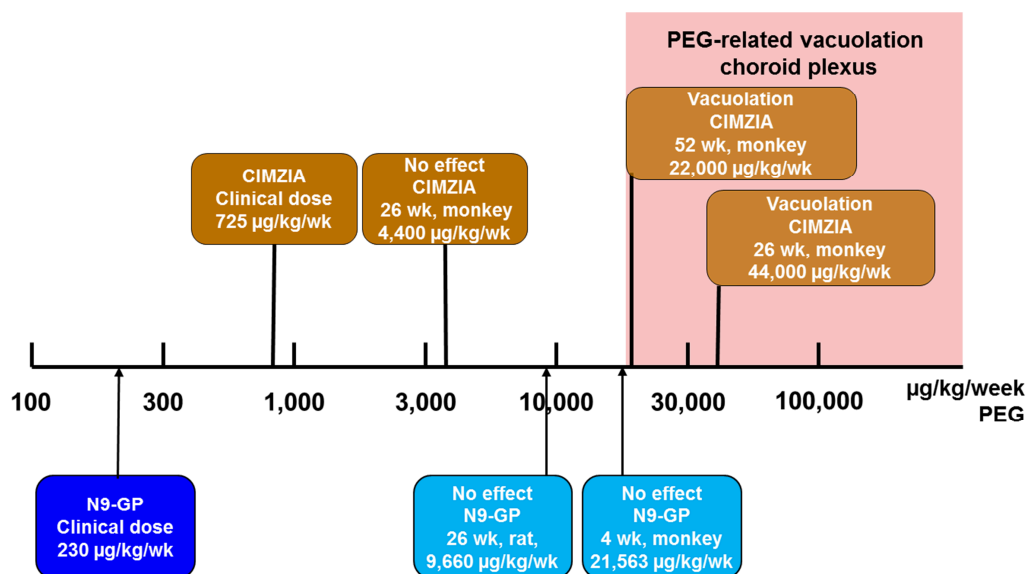 PEG-related vacuolation
choroid plexus
Vacuolation
CIMZIA
52 wk, monkey
22,000 µg/kg/wk
CIMZIA
Clinical dose
725 µg/kg/wk
No effect
CIMZIA
26 wk, monkey
4,400 µg/kg/wk
Vacuolation
CIMZIA
26 wk, monkey
44,000 µg/kg/wk
100 300 1,000 3,000 10,000 30,000 100,000
µg/kg/week
PEG
N9-GP
Clinical dose
230 µg/kg/wk
No effect
N9-GP
26 wk, rat,
9,660 µg/kg/wk
No effect
N9-GP
4 wk, monkey
21,563 µg/kg/wk